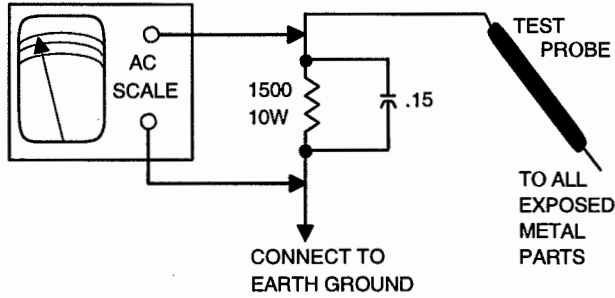 AC
SCALE
1500
10W
.15
TEST
PROBE
TO ALL
EXPOSED
METAL
PARTS
CONNECT TO
EARTH GROUND